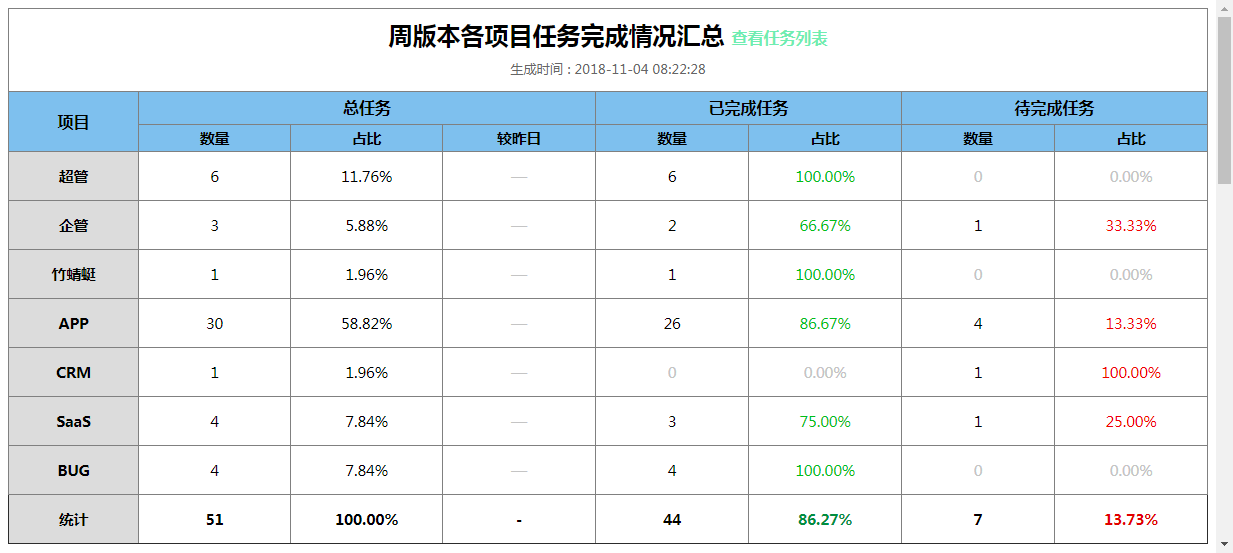 周版本各项目任务完成情况汇总 查看任务列表
生成时间 : 2018-11-04 08:22:28
项目 总任务 已完成任务 待完成任务
数量 占比 较昨日 数量 占比 数量 占比
超管 6 11.76% — 6 100.00% 0 0.00%
企管 3 5.88% — 2 66.67% 1 33.33%
竹蜻蜓 1 1.96% — 1 100.00% 0 0.00%
APP 30 58.82% — 26 86.67% 4 13.33%
CRM 1 1.96% — 0 0.00% 1 100.00%
SaaS 4 7.84% — 3 75.00% 1 25.00%
BUG 4 7.84% — 4 100.00% 0 0.00%
统计 51 100.00% - 44 86.27% 7 13.73%